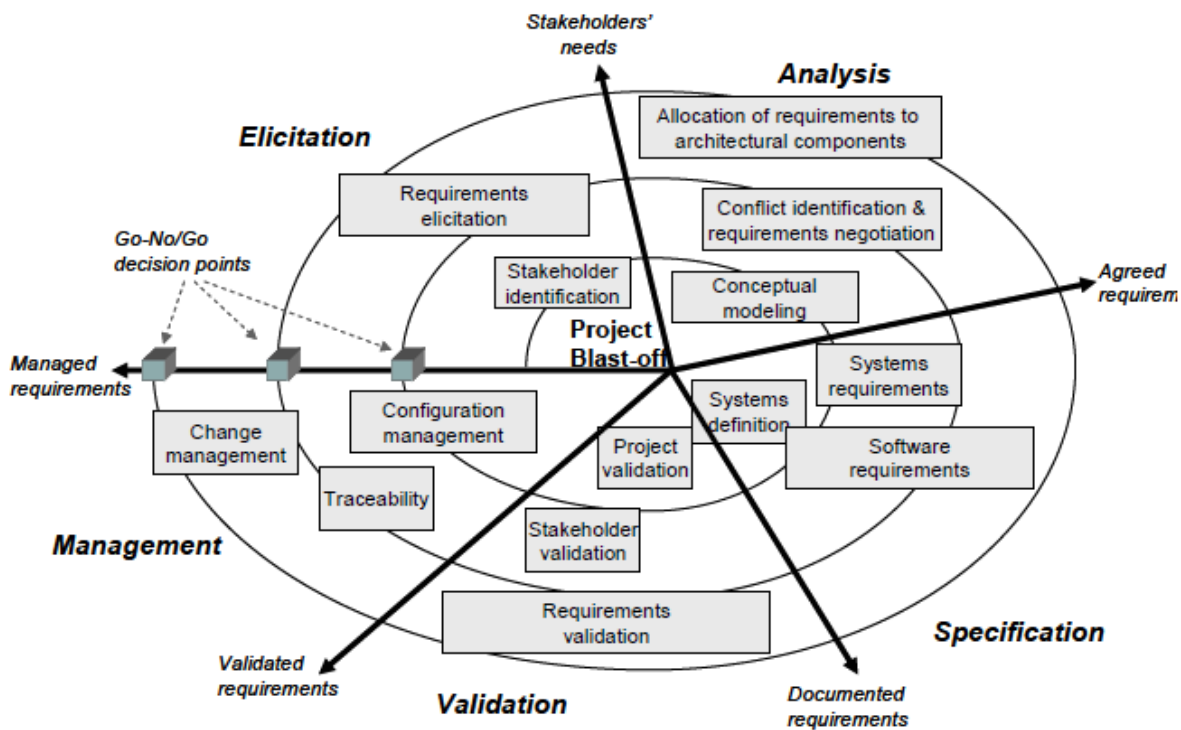 Stakeholders'
needs
Analysis
Allocation of requirements to
architectural components
Elicitation
Requirements
elicitation
Conflict identification &
requirements negotiation
Go-No/Go
decision points
Stakeholder
identification
Conceptual
modeling
Agreed
requirem
Project
Blast-off
Managed
requirements
Systems
requirements
Systems
definition
Configuration
management
Change
management
Project
validation
Software
requirements
Traceability
Stakeholder
validation
Management
Requirements
validation
Specification
Validated
requirements
Validation
Documented
requirements